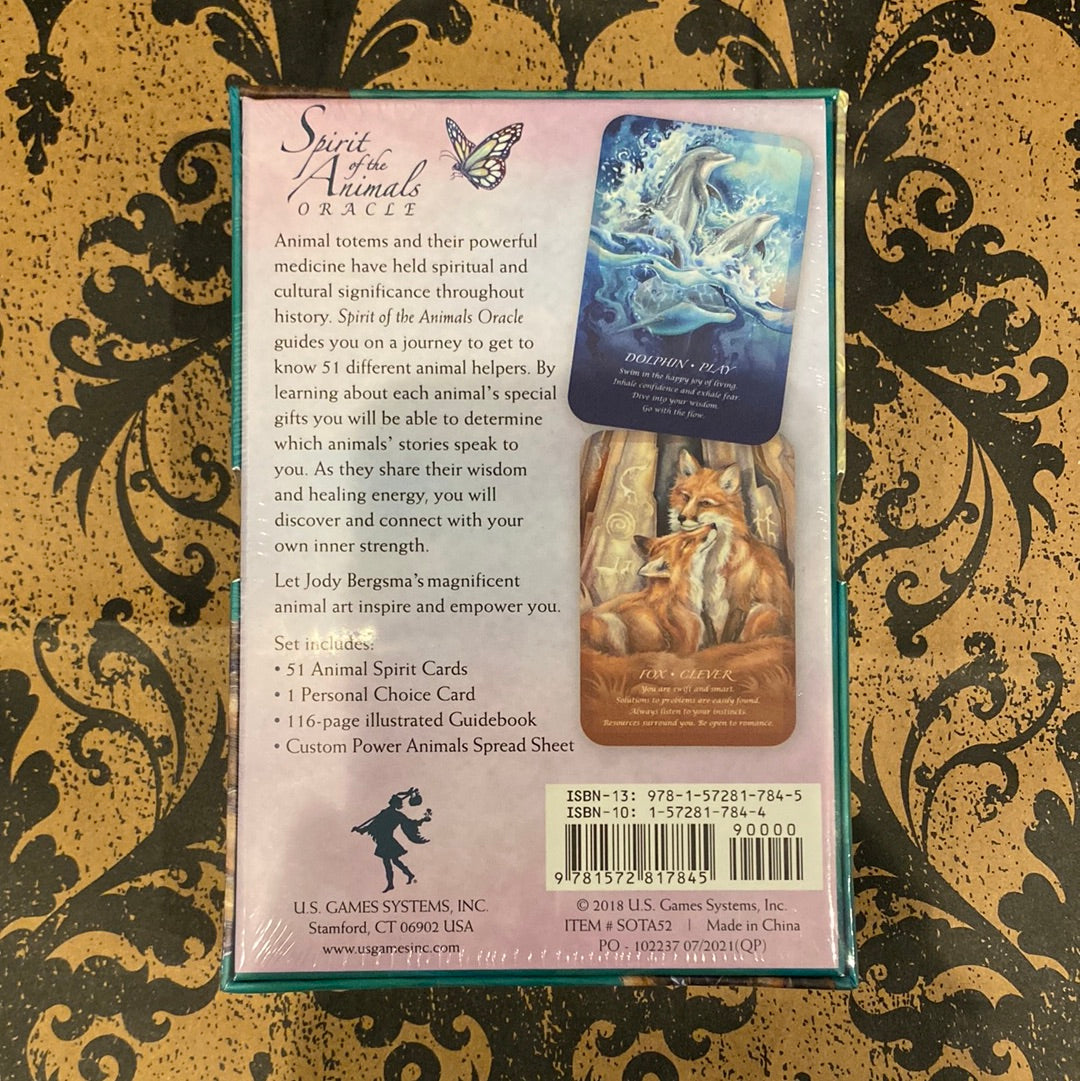 Spirit
of the
Animals
ORACLE
Animal totems and their powerful
medicine have held spiritual and
cultural significance throughout
history. Spirit of the Animals Oracle
guides you on a journey to get to
know 51 different animal helpers. By
learning about each animal's special
gifts you will be able to determine
which animals' stories speak to
you. As they share their wisdom
and healing energy, you will
discover and connect with your
own inner strength.
Let Jody Bergsma's magnificent
animal art inspire and empower you.
Set includes:
• 51 Animal Spirit Cards
• 1 Personal Choice Card
• 116-page illustrated Guidebook
• Custom Power Animals Spread Sheet
DOLPHIN • PLAY
Swim in the happy joy of living.
Inhale confidence and exhale fear.
Dive into your wisdom.
Go with the flow.
FOX • CLEVER
You are swift and smart.
Solutions to problems are easily found.
Always listen to your instincts.
Resources surround you. Be open to romance.
U.S. GAMES SYSTEMS, INC.
Stamford, CT 06902 USA
www.usgamesinc.com
ISBN-13: 978-1-57281-784-5
ISBN-10: 1-57281-784-4
90000
9 781572 817845
© 2018 U.S. Games Systems, Inc.
ITEM # SOTA52 | Made in China
PO - 102237 07/2021(QP)